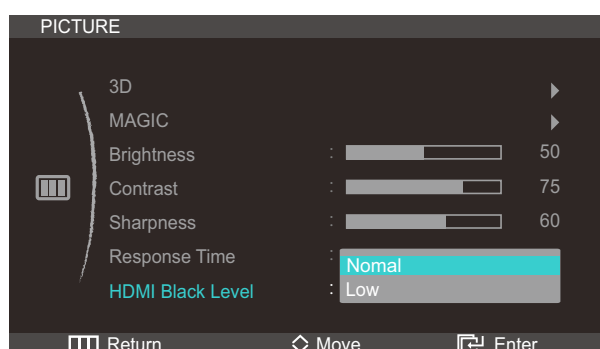 PICTURE
3D
MAGIC
Brightness : 50
Contrast : 75
Sharpness : 60
Response Time :
Nomal
HDMI Black Level : Low
Return Move Enter